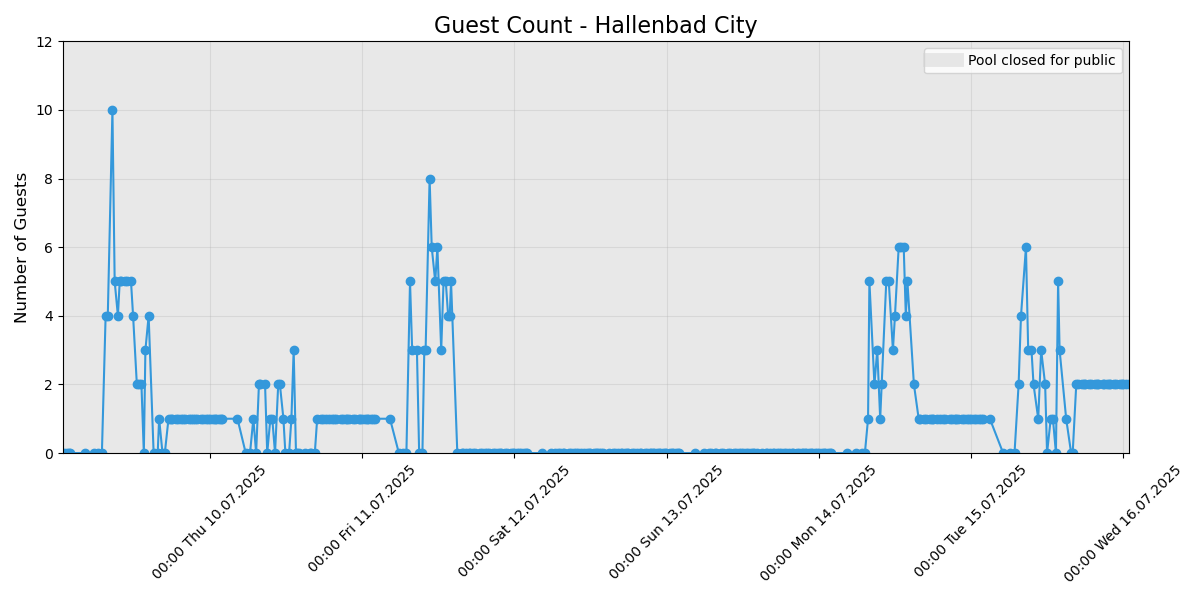 Guest Count - Hallenbad City
Pool closed for public
Number of Guests
12
10
8
6
4
2
0
00:00 Thu 10.07.2025
00:00 Fri 11.07.2025
00:00 Sat 12.07.2025
00:00 Sun 13.07.2025
00:00 Mon 14.07.2025
00:00 Tue 15.07.2025
00:00 Wed 16.07.2025